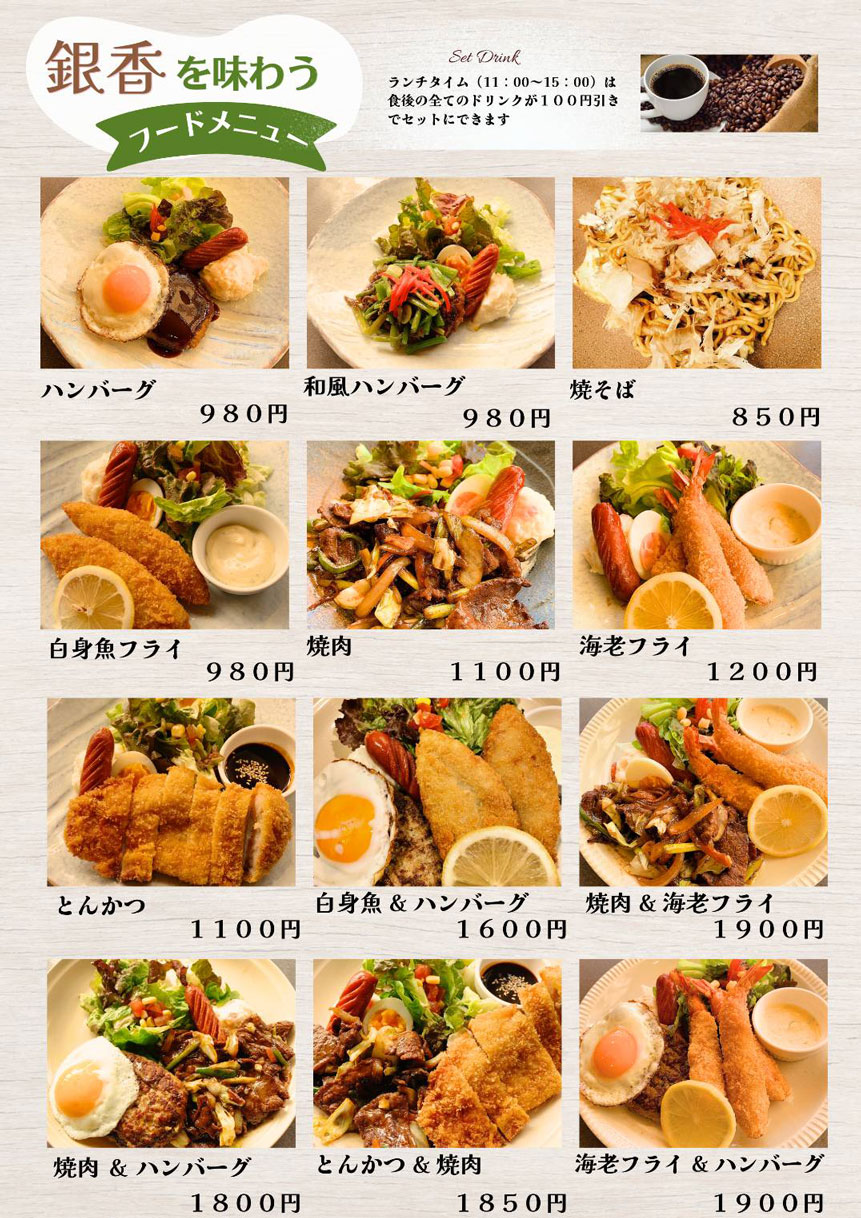 銀香を味わう
フードメニュー
Set Drink
ランチタイム（11：00〜15：00）は
食後の全てのドリンクが１００円引き
でセットにできます
ハンバーグ
９８０円
和風ハンバーグ
９８０円
焼そば
８５０円
白身魚フライ
９８０円
焼肉
１１００円
海老フライ
１２００円
とんかつ
１１００円
白身魚 & ハンバーグ
１６００円
焼肉 & 海老フライ
１９００円
焼肉 & ハンバーグ
１８００円
とんかつ & 焼肉
１８５０円
海老フライ & ハンバーグ
１９００円